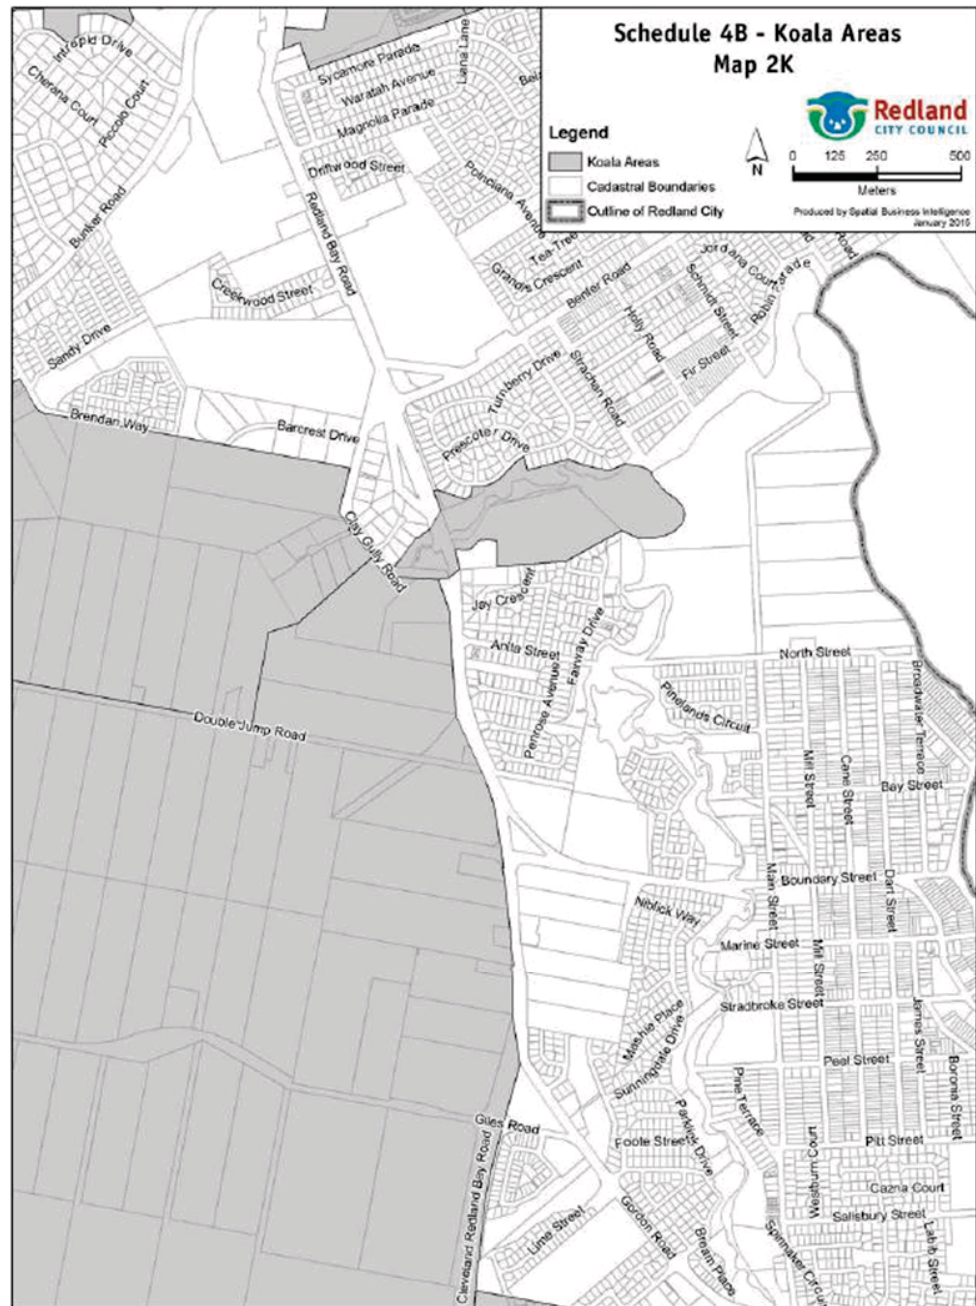 Schedule 4B - Koala Areas
Map 2K
Redland
CITY COUNCIL
Legend
Koala Areas
Cadastral Boundaries
Outline of Redland City
N
0 125 250 500
Meters
Produced by Spatial Business Intelligence
January 2015
Intrepid Drive
Cherana Court
Piccolo Court
Bunker Road
Sycamore Parade
Waratah Avenue
Magnolia Parade
Liana Lane
Driftwood Street
Poinciana Avenue
Redland Bay Road
Tea-Tree
Grandis Crescent
Creekwood Street
Benfer Road
Jordana Court
Road
Schmidt Street
Robin Parade
Holly Road
Fir Street
Sandy Drive
Turnberry Drive
Strachan Road
Brendan Way
Barcrest Drive
Prescoter Drive
Clay Gully Road
Jay Crescent
Anita Street
Fairway Drive
Penrose Avenue
North Street
Pinelands Circuit
Broadwater Terrace
Double Jump Road
Mill Street
Cane Street
Bay Street
Main Street
Boundary Street
Dart Street
Niblick Way
Marine Street
Mill Street
Stradbroke Street
James Street
Mashie Place
Sunningdale Drive
Peel Street
Boronia Street
Pine Terrace
Parklink Drive
Giles Road
Foote Street
Pitt Street
Westburn Court
Cazna Court
Salisbury Street
Labib Street
Cleveland Redland Bay Road
Lime Street
Gordon Road
Bream Place
Spinnaker Circui